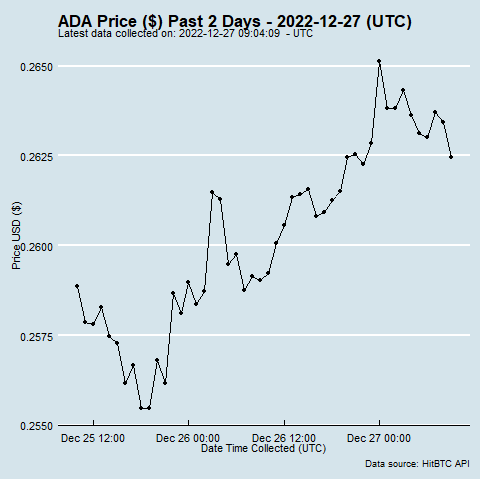 ADA Price ($) Past 2 Days - 2022-12-27 (UTC)
Latest data collected on: 2022-12-27 09:04:09 - UTC
0.2650
0.2625
0.2600
0.2575
0.2550
Price USD ($)
Dec 25 12:00 Dec 26 00:00 Dec 26 12:00 Dec 27 00:00
Date Time Collected (UTC)
Data source: HitBTC API